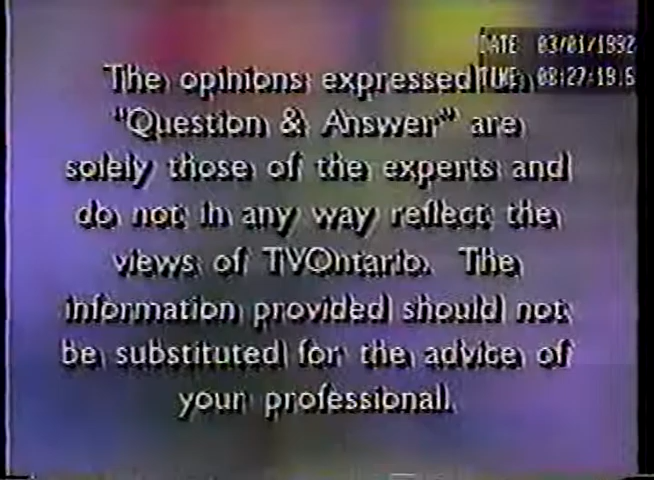 DATE 03/01/1992
TIME 08:27:19.6
The opinions expressed in
"Question & Answer" are
solely those of the experts and
do not in any way reflect the
views of TVOntario. The
information provided should not
be substituted for the advice of
your professional.